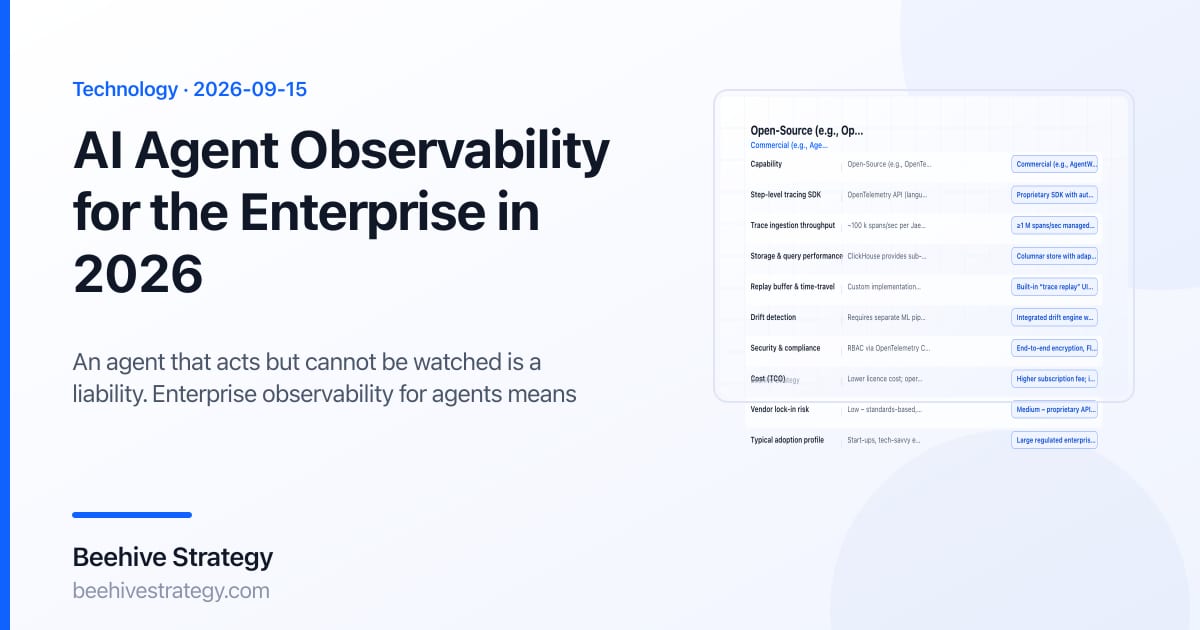 Technology · 2026-09-15
AI Agent Observability
for the Enterprise in
2026
An agent that acts but cannot be watched is a
liability. Enterprise observability for agents means
Beehive Strategy
beehivestrategy.com
Open-Source (e.g., Op...
Commercial (e.g., Age...
Capability Open-Source (e.g., OpenTe... Commercial (e.g., AgentW...
Step-level tracing SDK OpenTelemetry API (langu... Proprietary SDK with aut...
Trace ingestion throughput ~100 k spans/sec per Jae... ≥1 M spans/sec managed...
Storage & query performance ClickHouse provides sub-... Columnar store with adap...
Replay buffer & time-travel Custom implementation... Built-in “trace replay” UI...
Drift detection Requires separate ML pip... Integrated drift engine w...
Security & compliance RBAC via OpenTelemetry C... End-to-end encryption, FI...
Cost (TCO) Lower licence cost; oper... Higher subscription fee; i...
Vendor lock-in risk Low – standards-based,... Medium – proprietary API...
Typical adoption profile Start-ups, tech-savvy e... Large regulated enterpris...